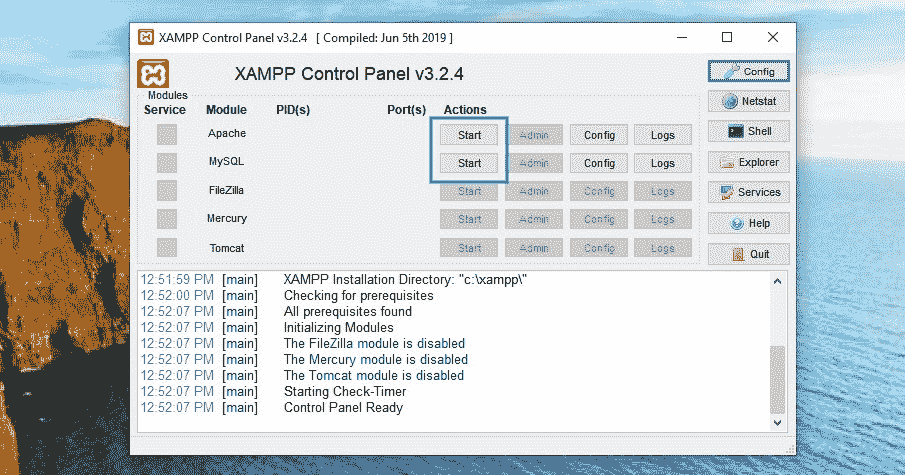 XAMPP Control Panel v3.2.4 [ Compiled: Jun 5th 2019 ]
XAMPP Control Panel v3.2.4
Config
Modules
Service Module PID(s) Port(s) Actions
Netstat
Apache Start Admin Config Logs
Shell
MySQL Start Admin Config Logs
Explorer
FileZilla Start Admin Config Logs
Services
Mercury Start Admin Config Logs
Help
Tomcat Start Admin Config Logs
Quit
12:51:59 PM [main] XAMPP Installation Directory: "c:\xampp\"
12:52:00 PM [main] Checking for prerequisites
12:52:07 PM [main] All prerequisites found
12:52:07 PM [main] Initializing Modules
12:52:07 PM [main] The FileZilla module is disabled
12:52:07 PM [main] The Mercury module is disabled
12:52:07 PM [main] The Tomcat module is disabled
12:52:07 PM [main] Starting Check-Timer
12:52:07 PM [main] Control Panel Ready